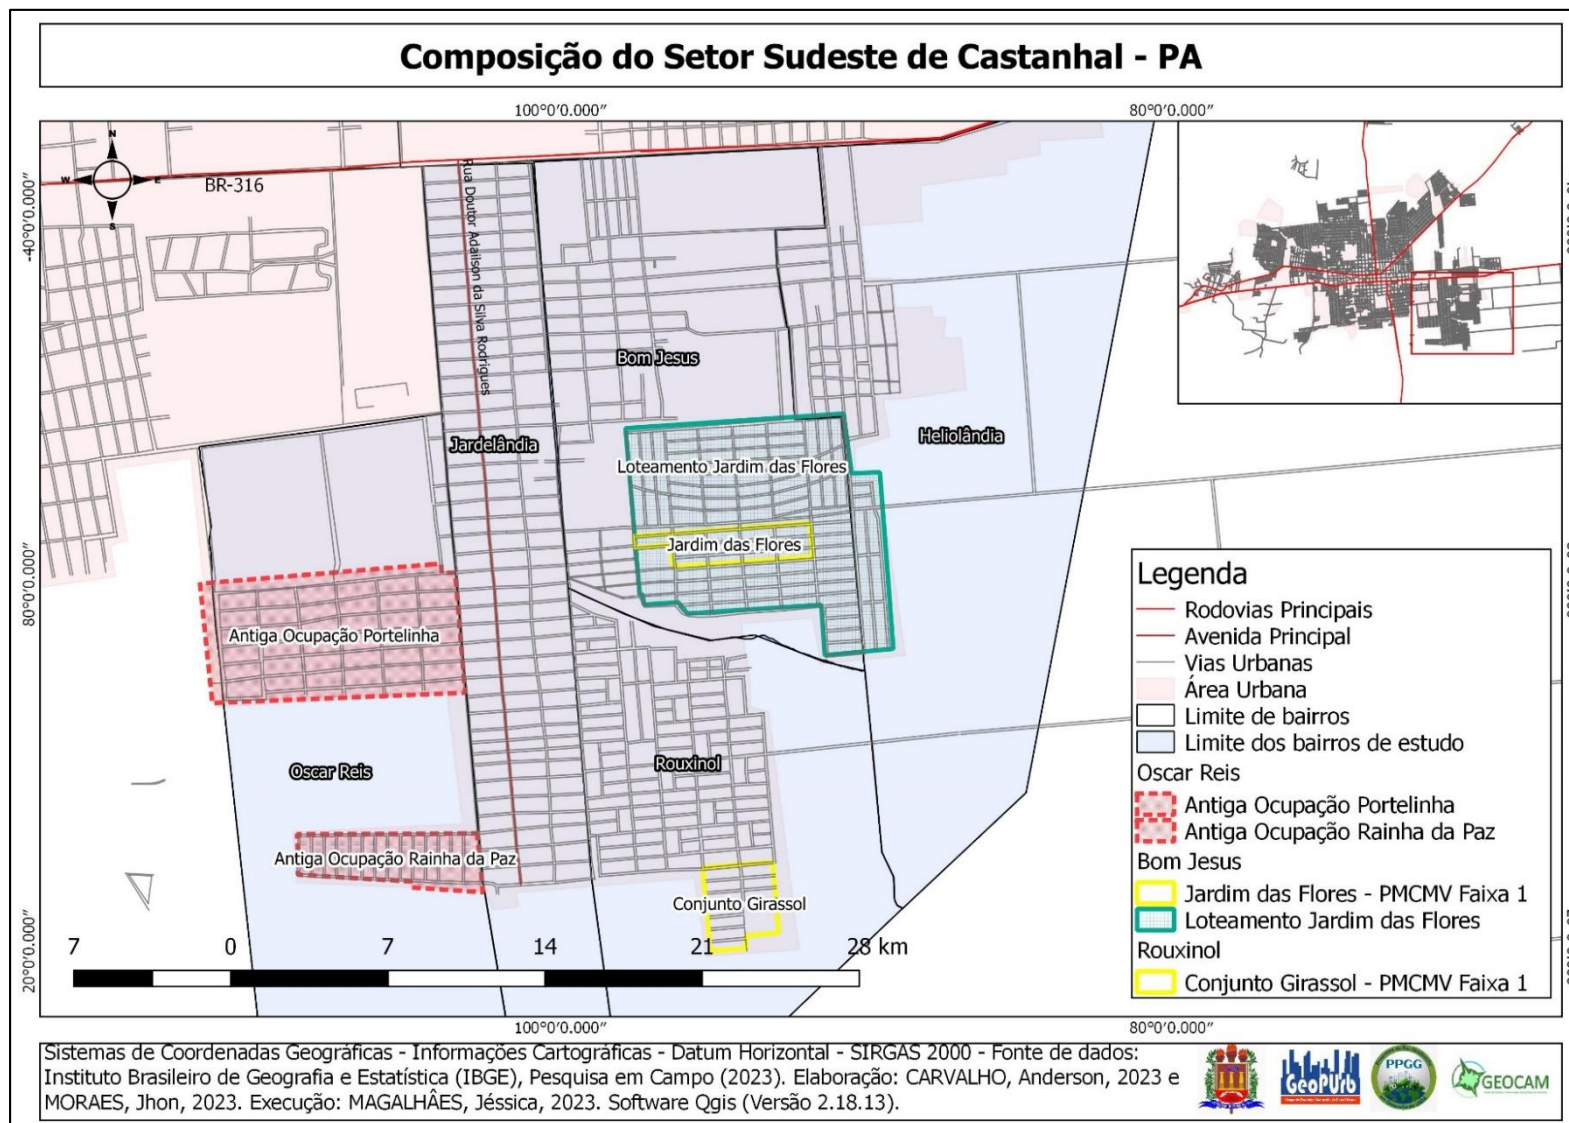 Composição do Setor Sudeste de Castanhal - PA
100°0'0.000"
80°0'0.000"
N
W
E
S
BR-316
Rua Doutor Adailson da Silva Rodrigues
-40°0'0.000"
Bom Jesus
Jardelândia
Heliolândia
Loteamento Jardim das Flores
Jardim das Flores
80°0'0.000"
Antiga Ocupação Portelinha
Oscar Reis
Rouxinol
Antiga Ocupação Rainha da Paz
Conjunto Girassol
20°0'0.000"
7 0 7 14 21 28 km
Legenda
Rodovias Principais
Avenida Principal
Vias Urbanas
Área Urbana
Limite de bairros
Limite dos bairros de estudo
Oscar Reis
Antiga Ocupação Portelinha
Antiga Ocupação Rainha da Paz
Bom Jesus
Jardim das Flores - PMCMV Faixa 1
Loteamento Jardim das Flores
Rouxinol
Conjunto Girassol - PMCMV Faixa 1
100°0'0.000"
80°0'0.000"
Sistemas de Coordenadas Geográficas - Informações Cartográficas - Datum Horizontal - SIRGAS 2000 - Fonte de dados:
Instituto Brasileiro de Geografia e Estatística (IBGE), Pesquisa em Campo (2023). Elaboração: CARVALHO, Anderson, 2023 e
MORAES, Jhon, 2023. Execução: MAGALHÂES, Jéssica, 2023. Software Qgis (Versão 2.18.13).
GeoPUrb
PPGG
GEOCAM